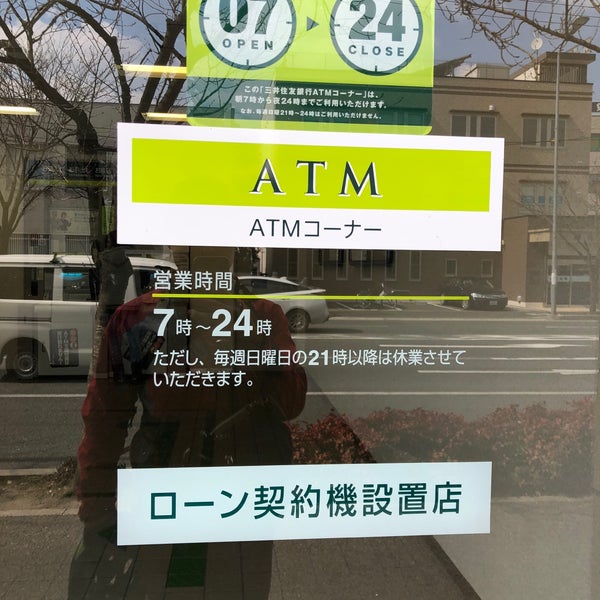 07 24
OPEN CLOSE
この「三井住友銀行ATMコーナー」は、
朝7時から夜24時までご利用いただけます。
なお、毎週日曜21時〜24時はご利用いただけません。
ATM
ATMコーナー
営業時間
7時〜24時
ただし、毎週日曜日の21時以降は休業させて
いただきます。
ローン契約機設置店